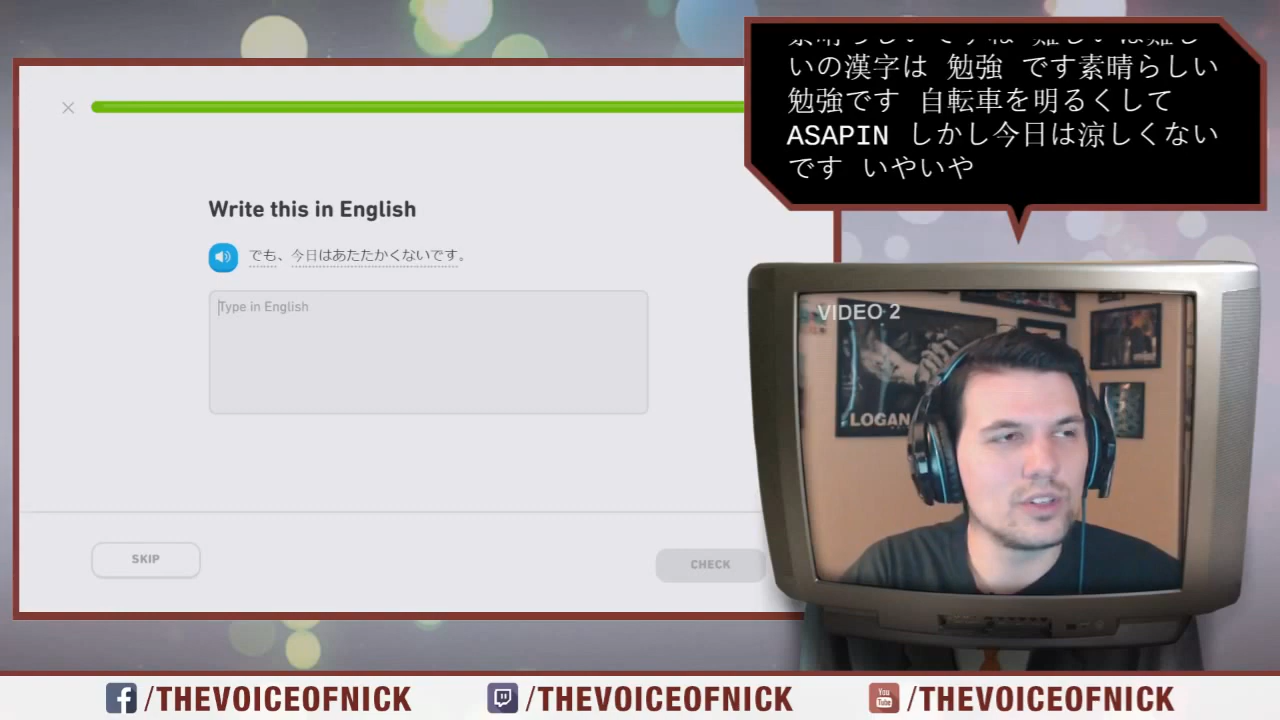 いの漢字は 勉強 です素晴らしい
勉強です 自転車を明るくして
ASAPIN しかし今日は涼しくない
です いやいや
Write this in English
でも、今日はあたたかくないです。
Type in English
VIDEO 2
LOGAN
SKIP
CHECK
/THEVOICEOFNICK
/THEVOICEOFNICK
You Tube /THEVOICEOFNICK